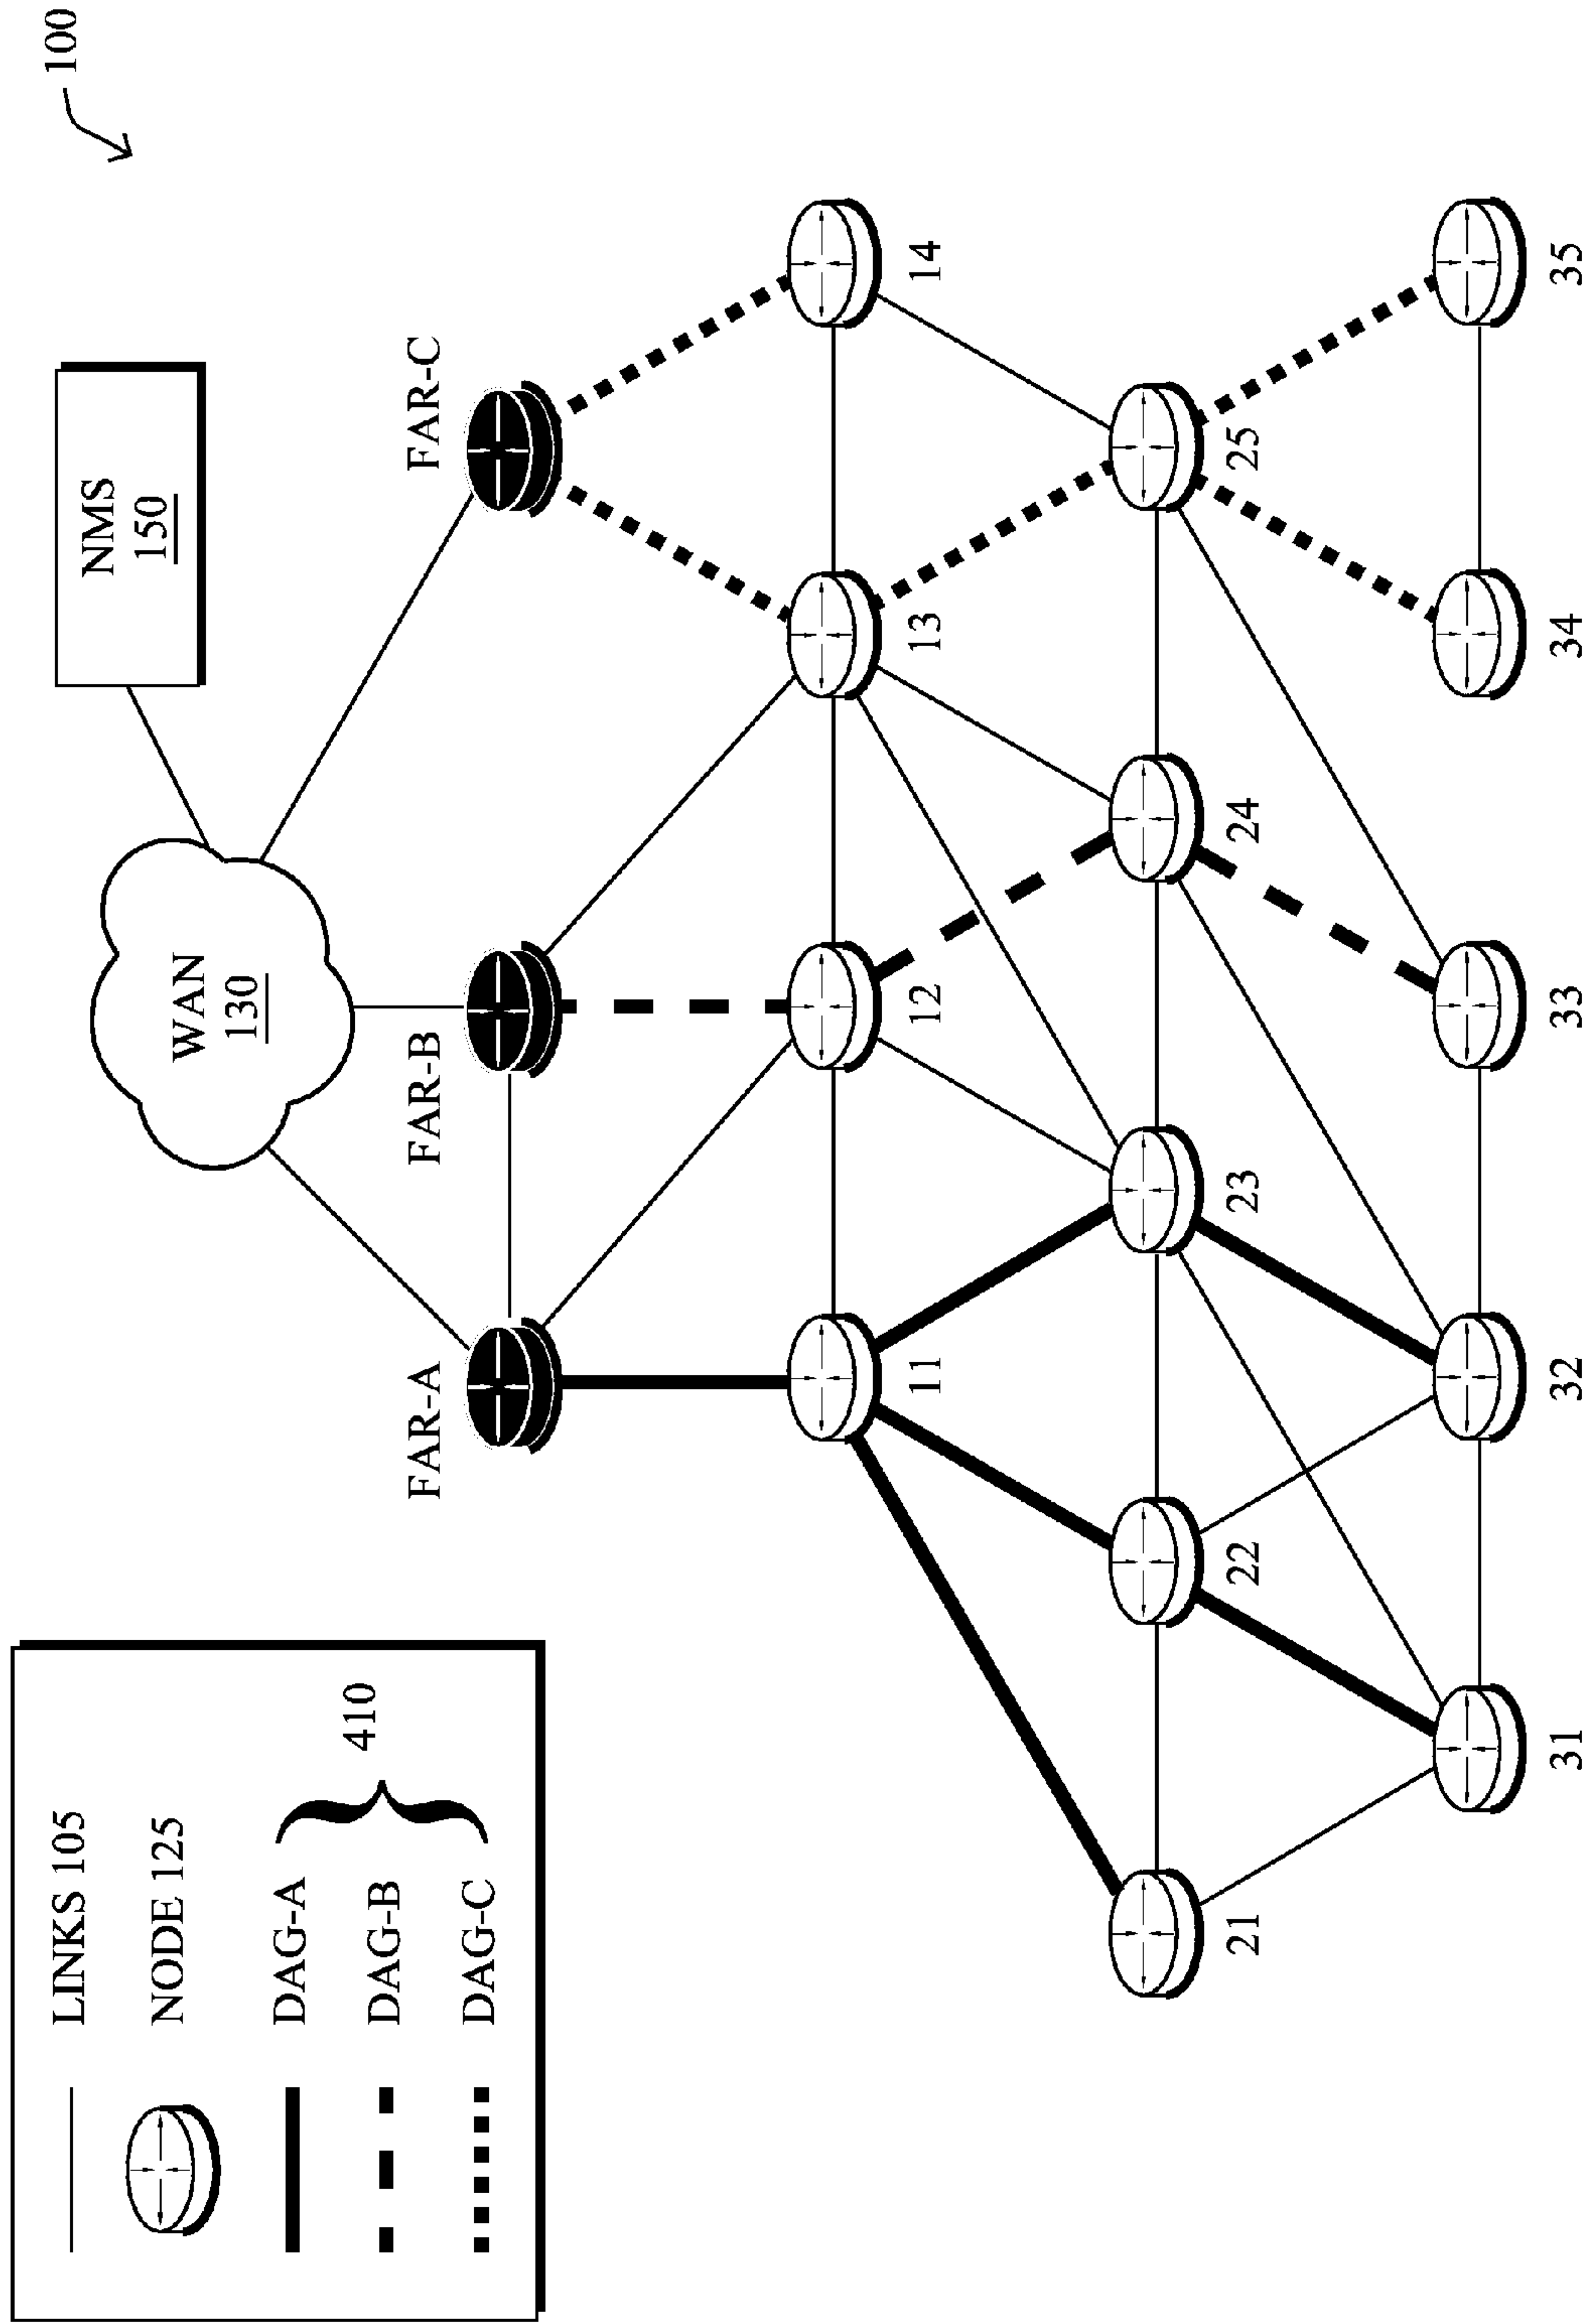 100
LINKS 105
NODE 125
DAG-A
DAG-B
DAG-C
410
NMS
150
WAN
130
FAR-A
FAR-B
FAR-C
11
12
13
14
21
22
23
24
25
31
32
33
34
35